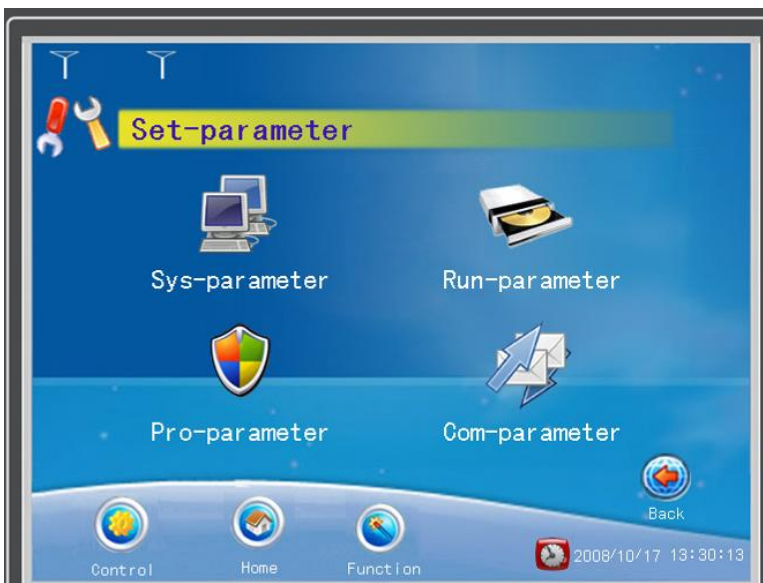 Set-parameter
Sys-parameter Run-parameter
Pro-parameter Com-parameter
Back
Control Home Function
2008/10/17 13:30:13